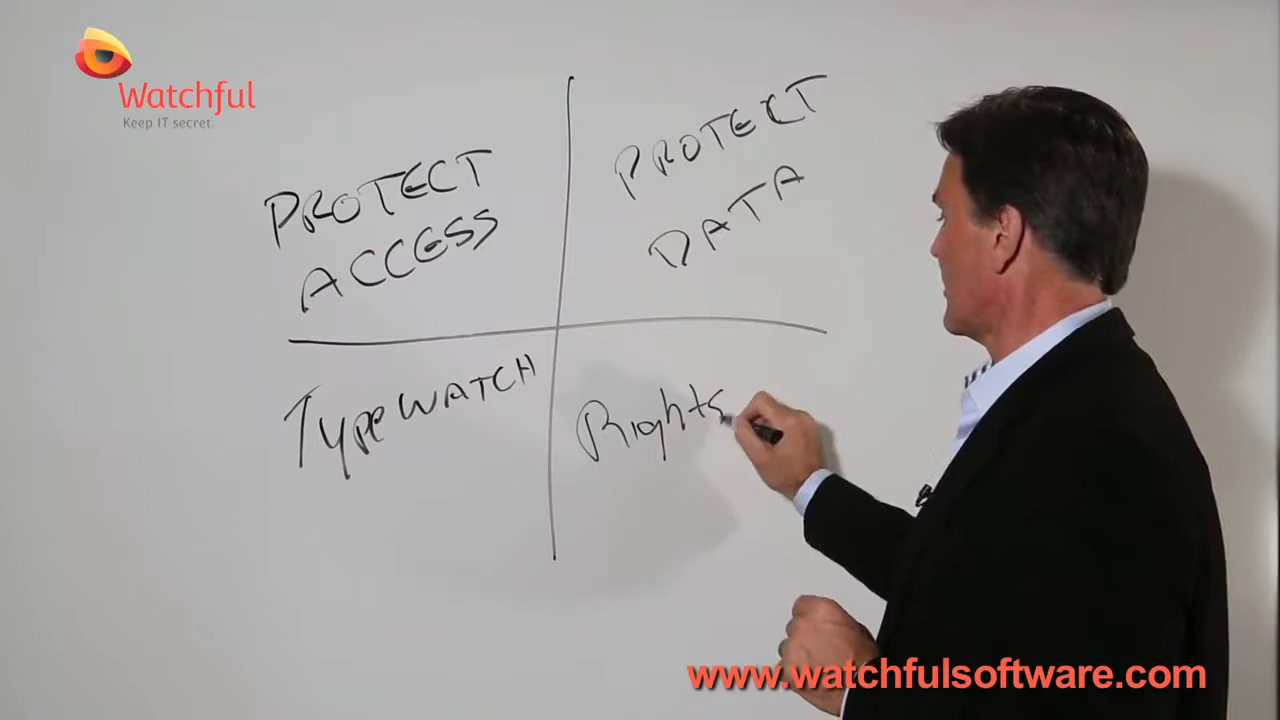 Watchful
Keep IT secret.
PROTECT
ACCESS
PROTECT
DATA
TypeWATCH
Rights
www.watchfulsoftware.com